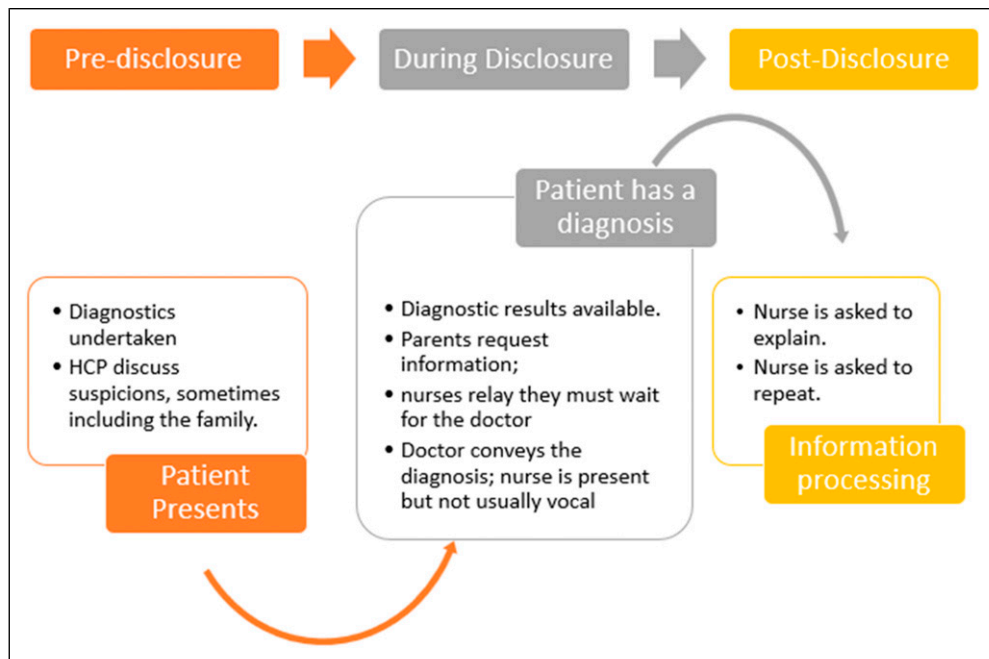 Pre-disclosure
During Disclosure
Post-Disclosure
• Diagnostics
undertaken
• HCP discuss
suspicions, sometimes
including the family.
Patient
Presents
Patient has a
diagnosis
• Diagnostic results available.
• Parents request
information;
• nurses relay they must wait
for the doctor
• Doctor conveys the
diagnosis; nurse is present
but not usually vocal
• Nurse is asked to
explain.
• Nurse is asked to
repeat.
Information
processing